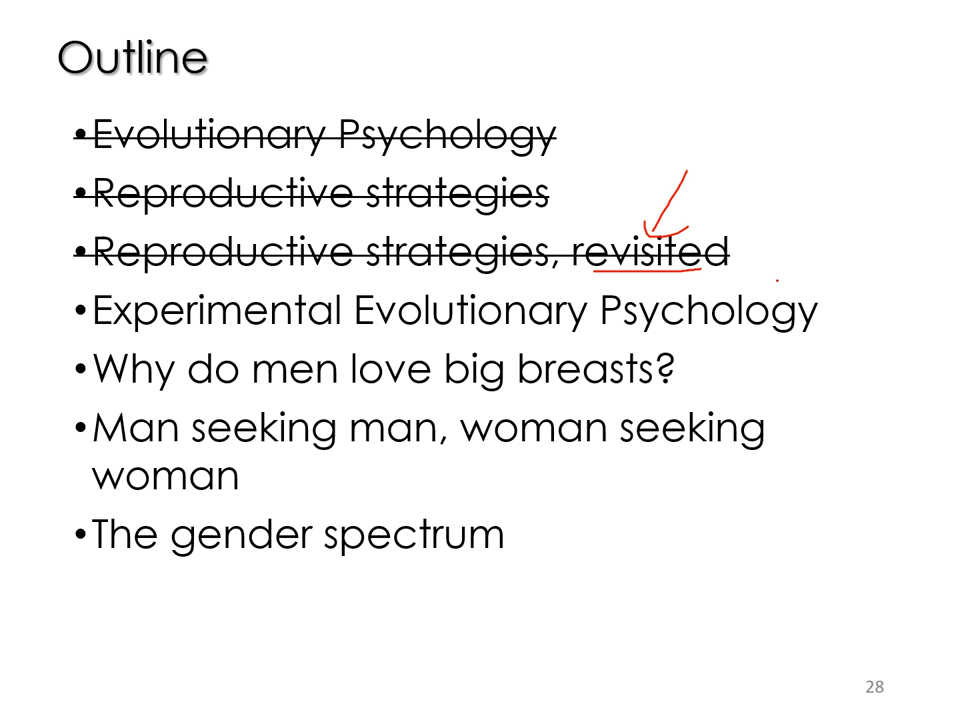 Outline
•Evolutionary Psychology
•Reproductive strategies
•Reproductive strategies, revisited
•Experimental Evolutionary Psychology
•Why do men love big breasts?
•Man seeking man, woman seeking
woman
•The gender spectrum
28